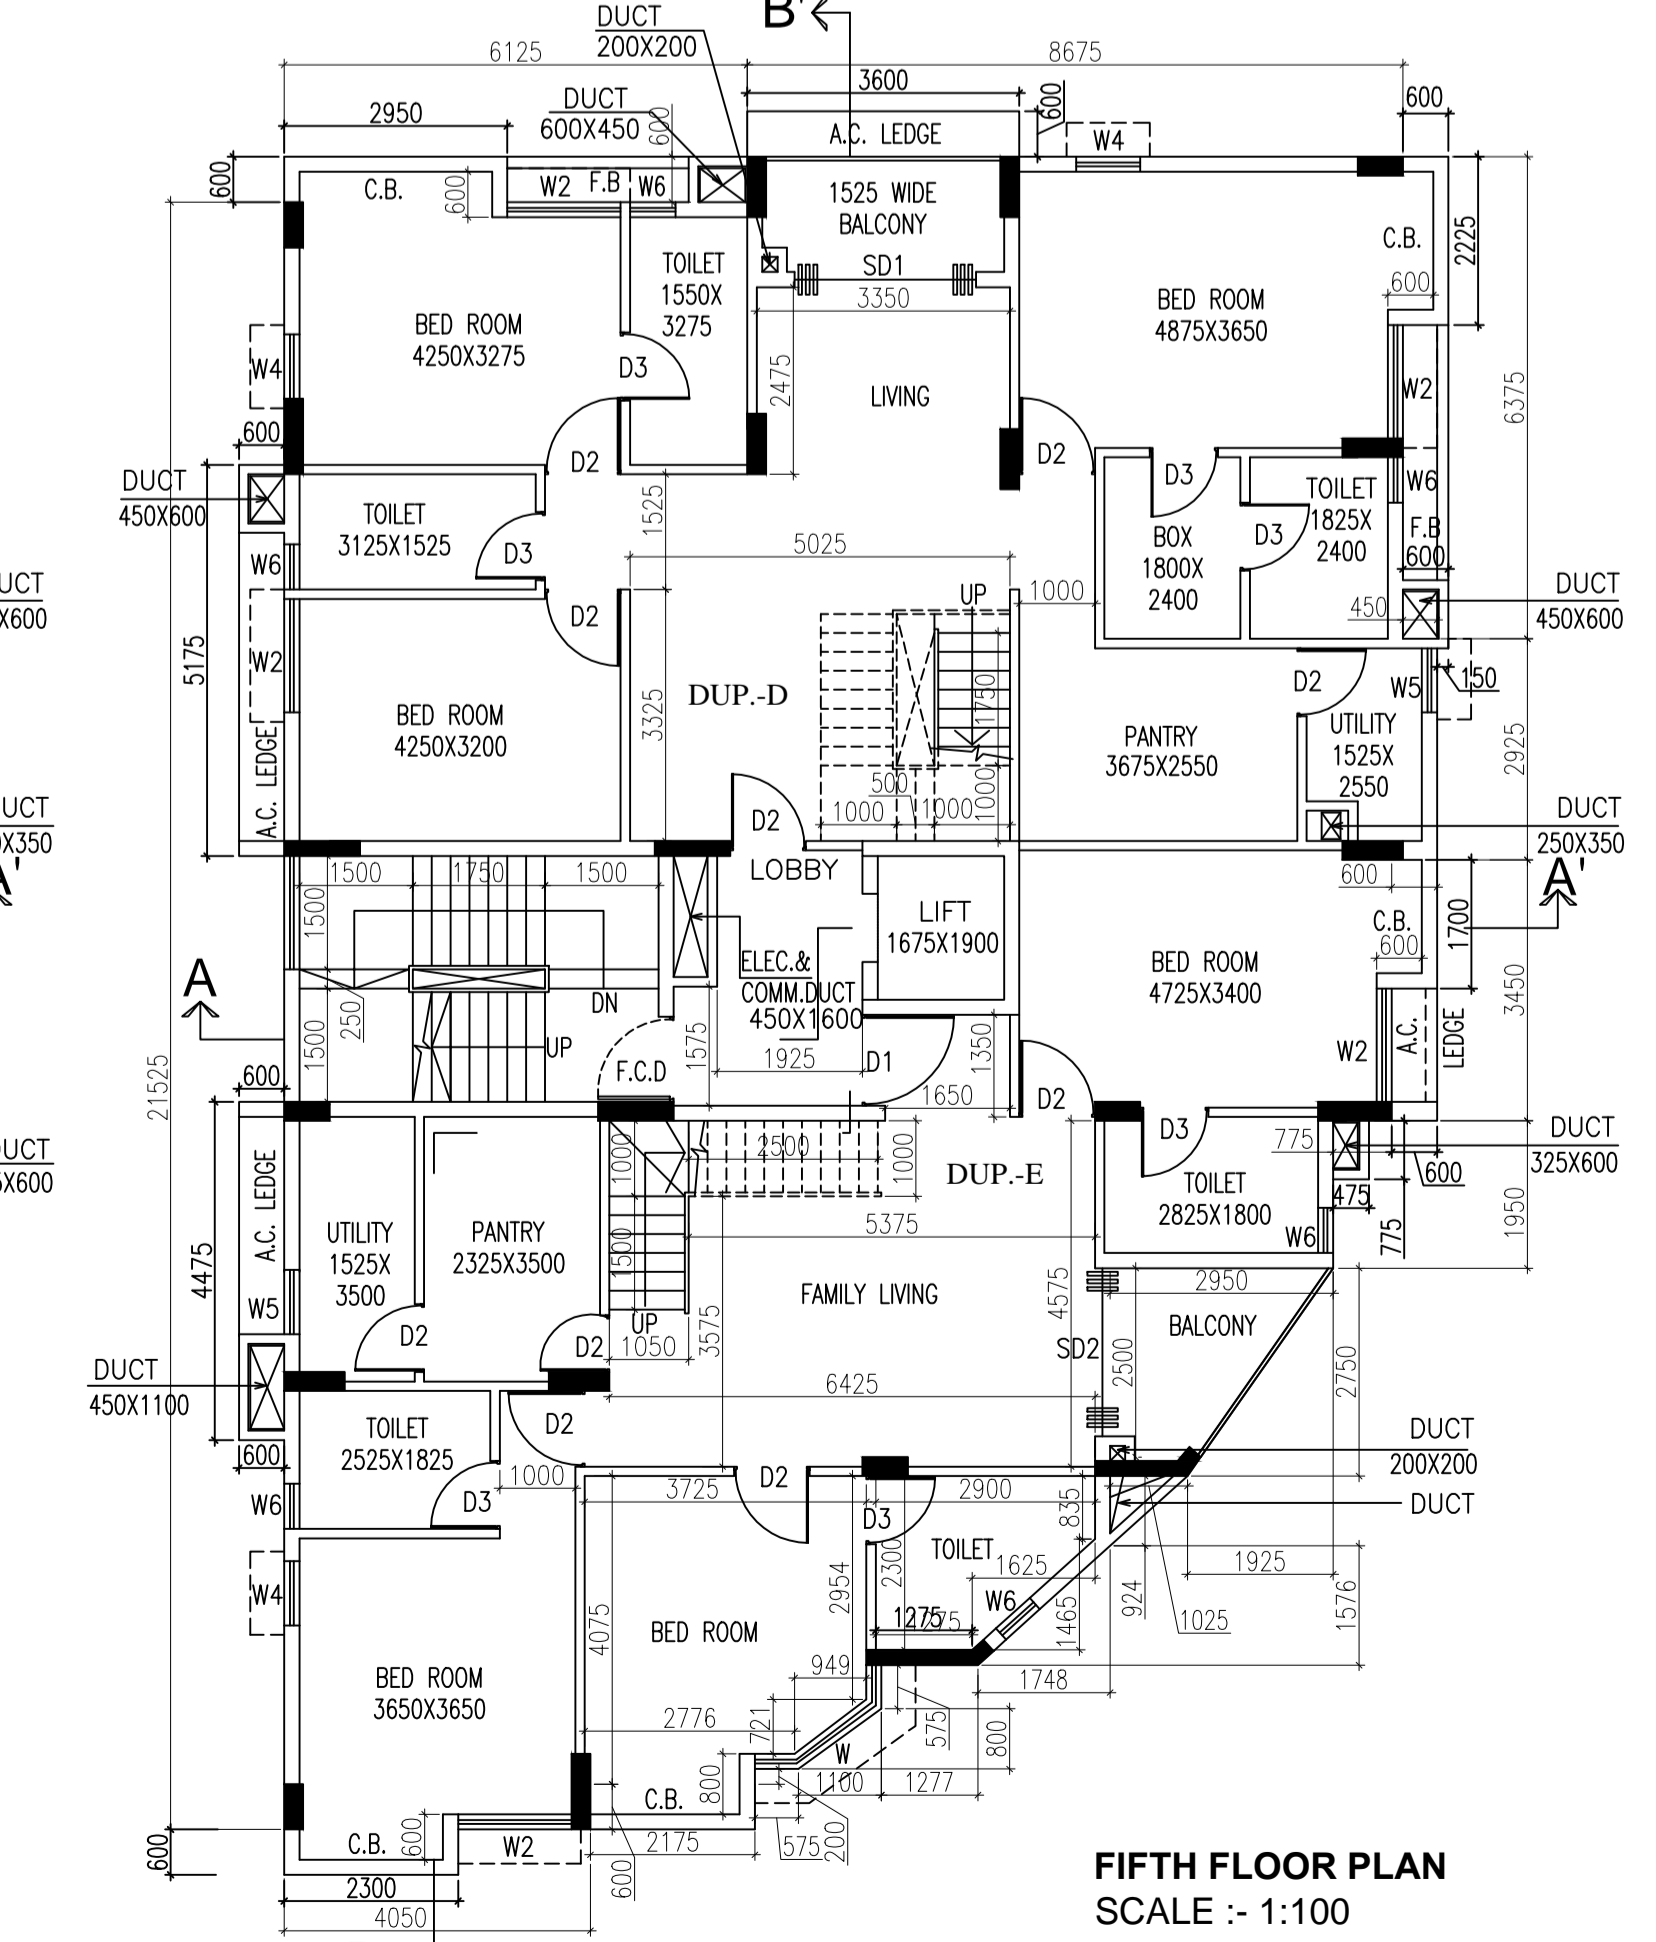 DUCT
200X200
B'
6125
8675
3600
600
600
2950
DUCT
600X450
600
A.C. LEDGE
W4
600
C.B.
600
W2
F.B
W6
1525 WIDE
BALCONY
C.B.
2225
TOILET
1550X
3275
SD1
3350
600
BED ROOM
4250X3275
BED ROOM
4875X3650
W4
D3
2475
LIVING
W2
6375
600
D2
D2
D3
DUCT
450X600
TOILET
3125X1525
1525
W6
TOILET
1825X
2400
D3
5025
BOX
1800X
2400
D3
F.B
600
W6
UCT
X600
D2
UP
1000
450
DUCT
450X600
5175
W2
3325
DUP.-D
1750
D2
W5
150
BED ROOM
4250X3200
PANTRY
3675X2550
UTILITY
1525X
2550
2925
A.C. LEDGE
500
1000
1000
1000
D2
UCT
0X350
DUCT
250X350
A'
1500
1750
1500
LOBBY
600
A'
1500
LIFT
1675X1900
C.B.
600
1700
ELEC.&
COMM.DUCT
450X1600
BED ROOM
4725X3400
A
250
DN
3450
1500
UP
F.C.D
1575
1925
D1
1350
W2
A.C.
LEDGE
600
1650
D2
21525
1000
2500
1000
D3
775
DUCT
325X600
UCT
5X600
A.C. LEDGE
DUP.-E
TOILET
2825X1800
600
475
775
1950
4475
UTILITY
1525X
3500
PANTRY
2325X3500
1500
5375
W6
W5
FAMILY LIVING
4575
2950
BALCONY
D2
D2
UP
1050
3575
SD2
2500
2750
DUCT
450X1100
6425
600
TOILET
2525X1825
D2
DUCT
200X200
1000
D2
3725
2900
DUCT
W6
D3
D3
835
TOILET
2300
1625
1925
2954
924
1576
W4
4075
1275
1275
W6
1465
1025
BED ROOM
BED ROOM
3650X3650
949
1748
2776
721
575
800
W
800
1100
1277
C.B.
C.B.
600
W2
600
2175
575
200
600
2300
4050
FIFTH FLOOR PLAN
SCALE :- 1:100